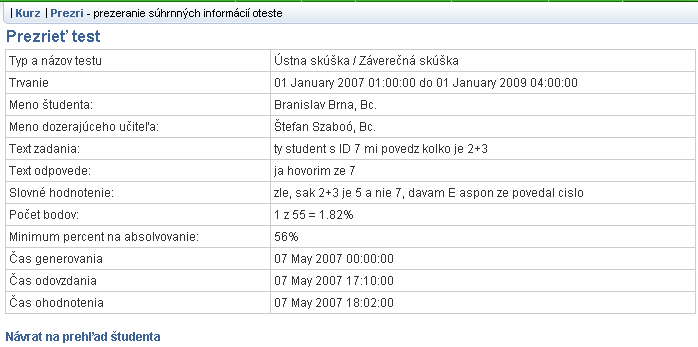 | Kurz | Prezri - prezeranie súhrnných informácií oteste
Prezrieť test
Typ a názov testu Ústna skúška / Záverečná skúška
Trvanie 01 January 2007 01:00:00 do 01 January 2009 04:00:00
Meno študenta: Branislav Brna, Bc.
Meno dozerajúceho učiteľa: Štefan Szaboó, Bc.
Text zadania: ty student s ID 7 mi povedz kolko je 2+3
Text odpovede: ja hovorim ze 7
Slovné hodnotenie: zle, sak 2+3 je 5 a nie 7, davam E aspon ze povedal cislo
Počet bodov: 1 z 55 = 1.82%
Minimum percent na absolvovanie: 56%
Čas generovania 07 May 2007 00:00:00
Čas odovzdania 07 May 2007 17:10:00
Čas ohodnotenia 07 May 2007 18:02:00
Návrat na prehľad študenta